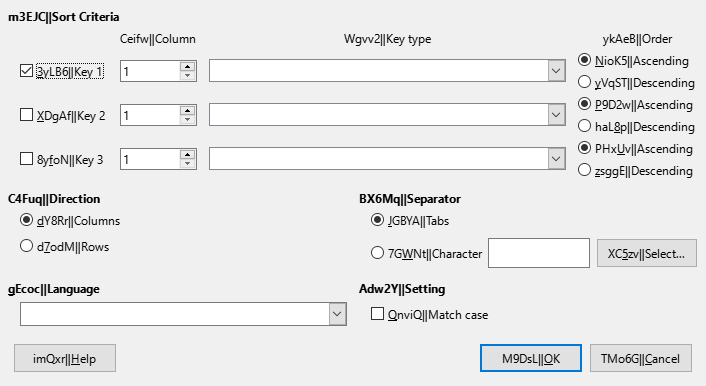 m3EJC||Sort Criteria
Ceifw||Column Wgvv2||Key type ykAeB||Order
3yLB6||Key 1 1 NioK5||Ascending
yVqST||Descending
XDgAf||Key 2 1 P9D2w||Ascending
haL8p||Descending
8yfoN||Key 3 1 PHxUv||Ascending
zsggE||Descending
C4Fuq||Direction BX6Mq||Separator
dY8Rr||Columns JGBYA||Tabs
d7odM||Rows 7GWNt||Character XC5zv||Select...
gEcoc||Language Adw2Y||Setting
QnviQ||Match case
imQxr||Help M9DsL||OK TMo6G||Cancel